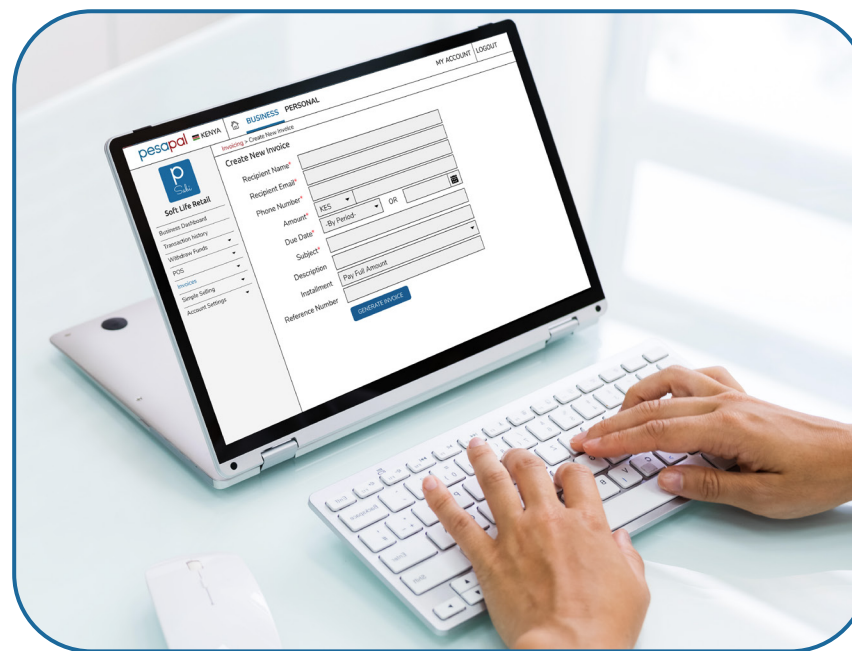 MY ACCOUNT LOGOUT
pesapal KENYA BUSINESS PERSONAL
Invoicing > Create New Invoice
Create New Invoice
P
Sabi
Soft Life Retail
Business Dashboard
Transaction history
Withdraw Funds
POS
Invoices
Simple Selling
Account Settings
Recipient Name*
Recipient Email*
Phone Number*
Amount* KES
Due Date* -By Period- OR
Subject*
Description
Installment Pay Full Amount
Reference Number
GENERATE INVOICE